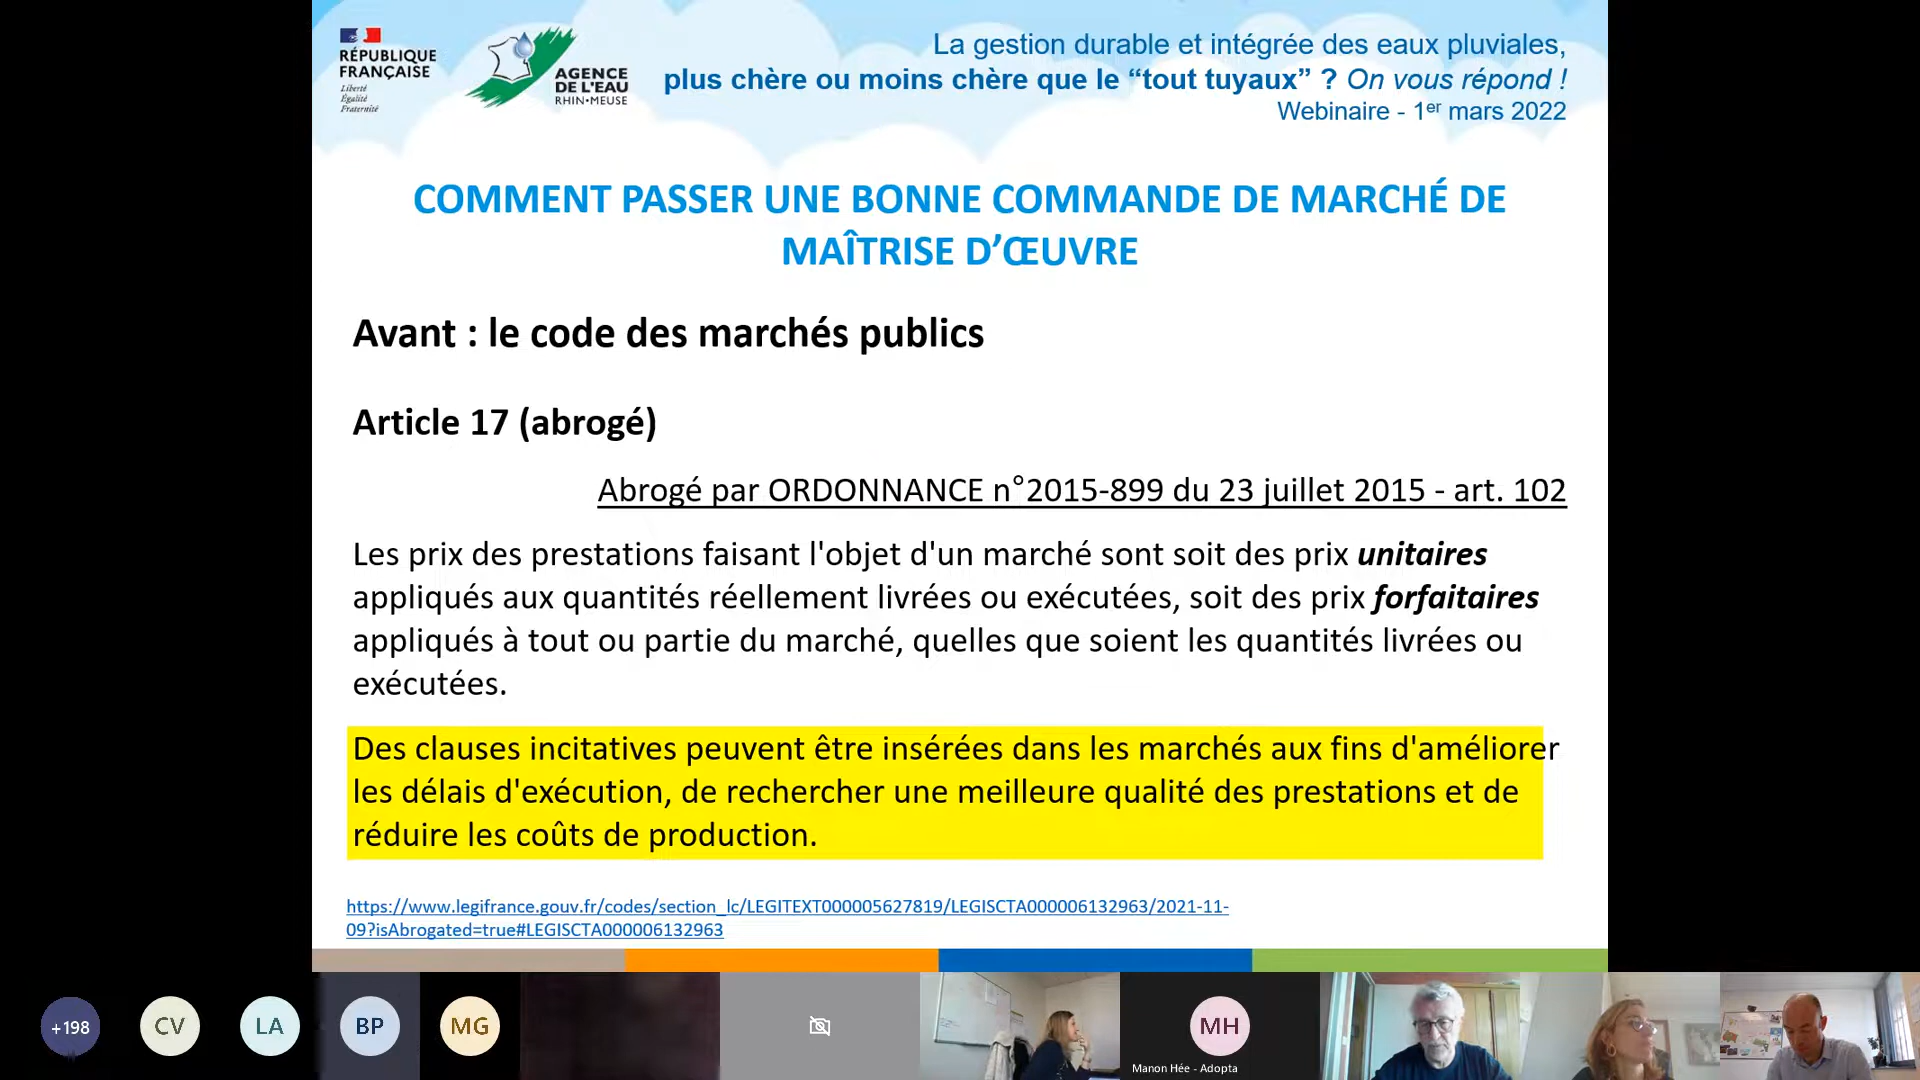 RÉPUBLIQUE
FRANÇAISE
Liberté
Égalité
Fraternité
AGENCE
DE L'EAU
RHIN•MEUSE
La gestion durable et intégrée des eaux pluviales,
plus chère ou moins chère que le “tout tuyaux” ? On vous répond !
Webinaire - 1er mars 2022
COMMENT PASSER UNE BONNE COMMANDE DE MARCHÉ DE
MAÎTRISE D’ŒUVRE
Avant : le code des marchés publics
Article 17 (abrogé)
Abrogé par ORDONNANCE n°2015-899 du 23 juillet 2015 - art. 102
Les prix des prestations faisant l'objet d'un marché sont soit des prix unitaires
appliqués aux quantités réellement livrées ou exécutées, soit des prix forfaitaires
appliqués à tout ou partie du marché, quelles que soient les quantités livrées ou
exécutées.
Des clauses incitatives peuvent être insérées dans les marchés aux fins d'améliorer
les délais d'exécution, de rechercher une meilleure qualité des prestations et de
réduire les coûts de production.
https://www.legifrance.gouv.fr/codes/section_lc/LEGITEXT000005627819/LEGISCTA000006132963/2021-11-
09?isAbrogated=true#LEGISCTA000006132963
+198
CV
LA
BP
MG
MH
Manon Hée - Adopta